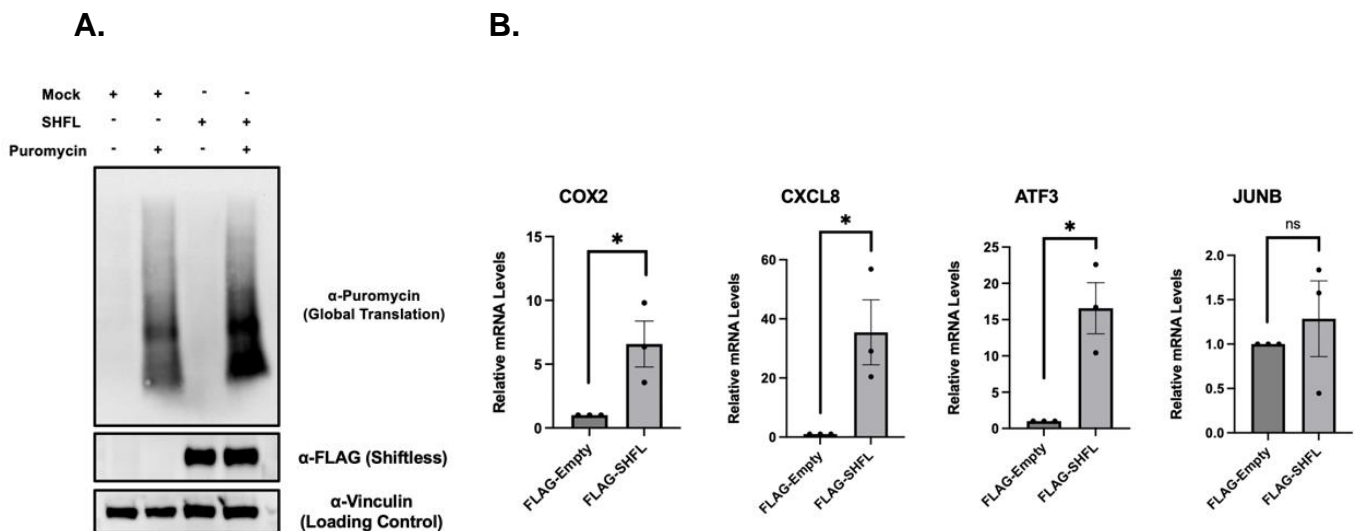 A.
B.
Mock + + - -
SHFL - - + +
Puromycin - + - +
α-Puromycin
(Global Translation)
α-FLAG (Shiftless)
α-Vinculin
(Loading Control)
COX2
Relative mRNA Levels
15
10
5
0
*
FLAG-Empty
FLAG-SHFL
CXCL8
Relative mRNA Levels
60
40
20
0
*
FLAG-Empty
FLAG-SHFL
ATF3
Relative mRNA Levels
25
20
15
10
5
0
*
FLAG-Empty
FLAG-SHFL
JUNB
Relative mRNA Levels
2.0
1.5
1.0
0.5
0.0
ns
FLAG-Empty
FLAG-SHFL